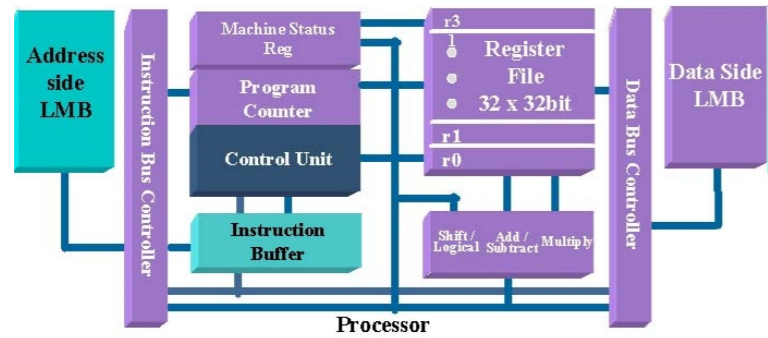 Address
side
LMB
Instruction Bus Controller
Machine Status
Reg
Program
Counter
Control Unit
Instruction
Buffer
r3
1
Register
File
32 x 32bit
r1
r0
Shift /
Logical
Add /
Subtract
Multiply
Data Bus Controller
Data Side
LMB
Processor